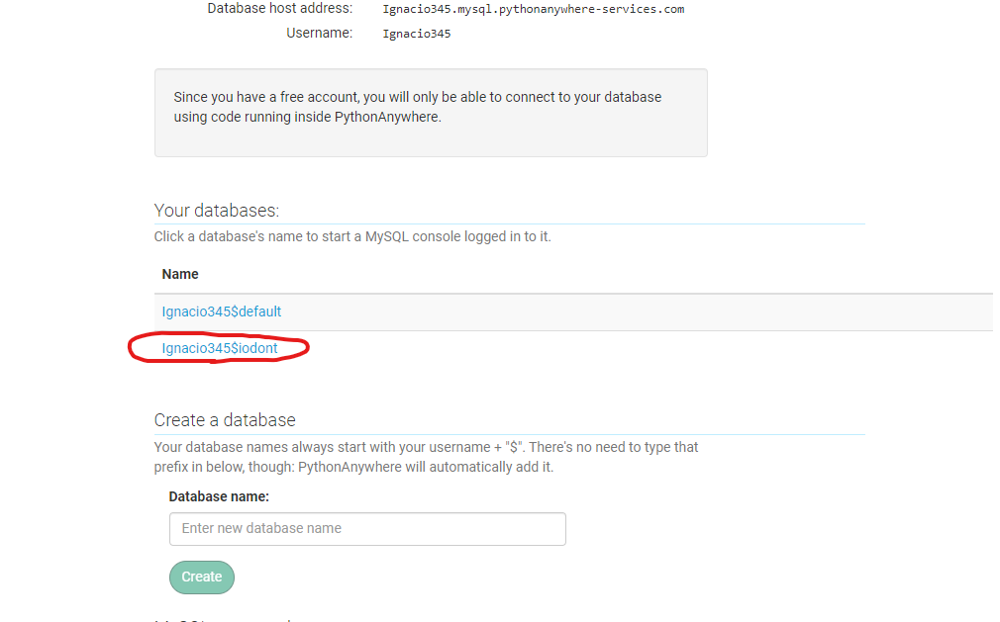 Database host address: Ignacio345.mysql.pythonanywhere-services.com
Username: Ignacio345
Since you have a free account, you will only be able to connect to your database
using code running inside PythonAnywhere.
Your databases:
Click a database's name to start a MySQL console logged in to it.
Name
Ignacio345$default
Ignacio345$iodont
Create a database
Your database names always start with your username + "$". There's no need to type that
prefix in below, though: PythonAnywhere will automatically add it.
Database name:
Enter new database name
Create